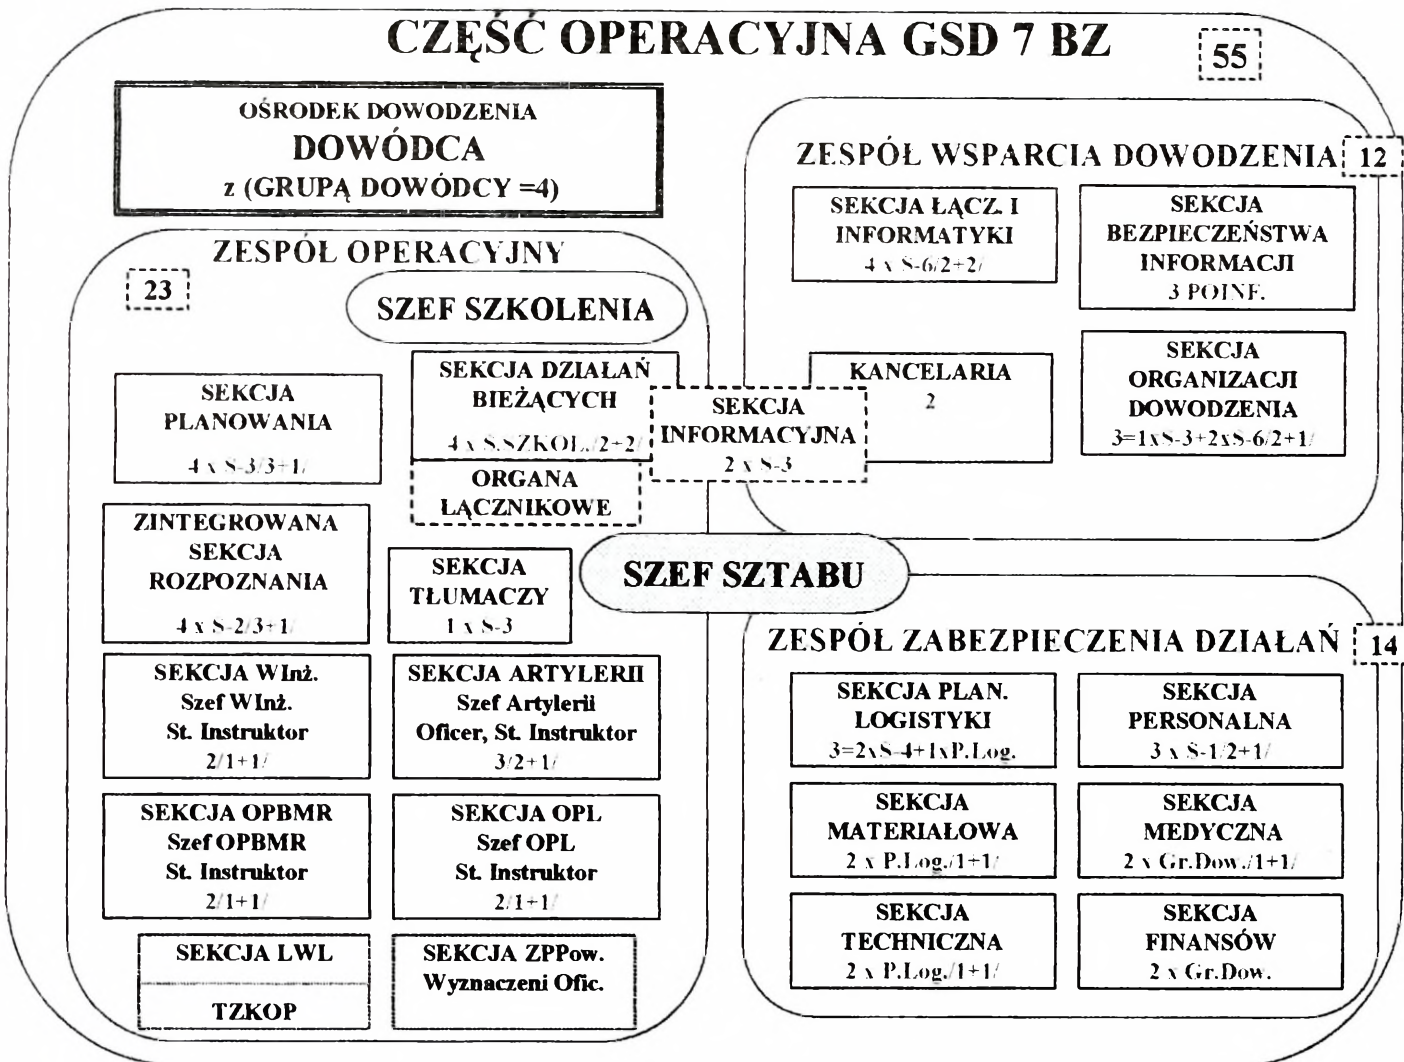 CZĘŚĆ OPERACYJNA GSD 7 BZ
55
OŚRODEK DOWODZENIA
DOWÓDCA
z (GRUPĄ DOWÓDCY =4)
ZESPÓŁ OPERACYJNY
23
SZEF SZKOLENIA
SEKCJA
PLANOWANIA
4 x S-3/3+1/
SEKCJA DZIAŁAŃ
BIEŻĄCYCH
4 x S.SZKOL./2+2/
ORGANA
ŁĄCZNIKOWE
SEKCJA
INFORMACYJNA
2 x S-3
ZINTEGROWANA
SEKCJA
ROZPOZNANIA
4 x S-2/3+1/
SEKCJA
TŁUMACZY
1 x S-3
SZEF SZTABU
SEKCJA WInż.
Szef WInż.
St. Instruktor
2/1+1/
SEKCJA ARTYLERII
Szef Artylerii
Oficer, St. Instruktor
3/2+1/
SEKCJA OPBMR
Szef OPBMR
St. Instruktor
2/1+1/
SEKCJA OPL
Szef OPL
St. Instruktor
2/1+1/
SEKCJA LWL
TZKOP
SEKCJA ZPPow.
Wyznaczeni Ofic.
ZESPÓŁ WSPARCIA DOWODZENIA
12
SEKCJA ŁĄCZ. I
INFORMATYKI
4 x S-6/2+2/
SEKCJA
BEZPIECZEŃSTWA
INFORMACJI
3 POINF.
KANCELARIA
2
SEKCJA
ORGANIZACJI
DOWODZENIA
3=1xS-3+2xS-6/2+1/
ZESPÓŁ ZABEZPIECZENIA DZIAŁAŃ
14
SEKCJA PLAN.
LOGISTYKI
3=2xS-4+1xP.Log.
SEKCJA
PERSONALNA
3 x S-1/2+1/
SEKCJA
MATERIAŁOWA
2 x P.Log./1+1/
SEKCJA
MEDYCZNA
2 x Gr.Dow./1+1/
SEKCJA
TECHNICZNA
2 x P.Log./1+1/
SEKCJA
FINANSÓW
2 x Gr.Dow.